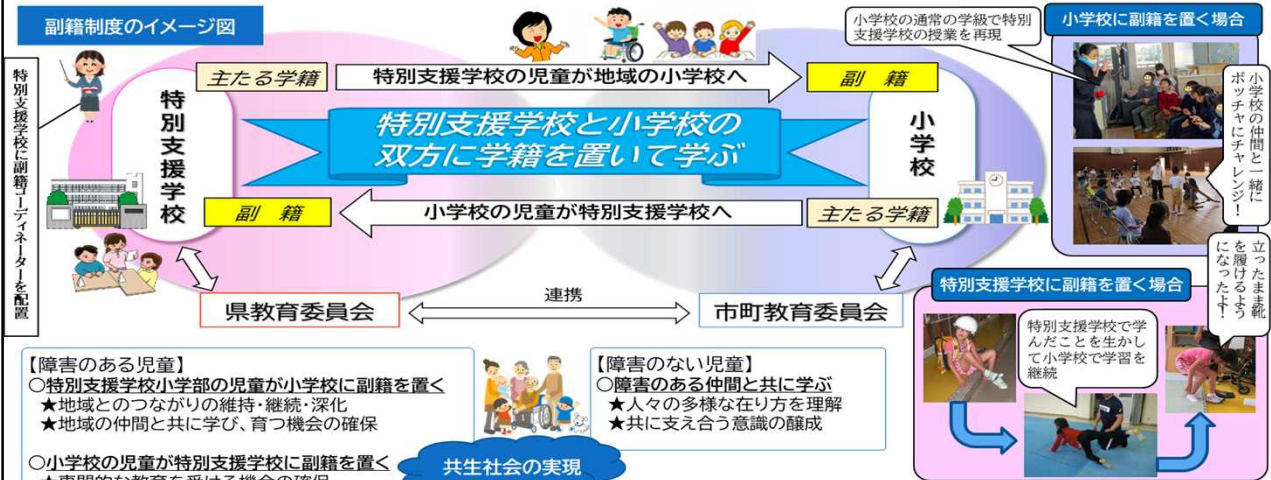 副籍制度のイメージ図
特別支援学校に副籍コーディネーターを配置
特別支援学校
主たる学籍
特別支援学校の児童が地域の小学校へ
副 籍
特別支援学校と小学校の
双方に学籍を置いて学ぶ
小学校
副 籍
小学校の児童が特別支援学校へ
主たる学籍
県教育委員会
連携
市町教育委員会
小学校の通常の学級で特別
支援学校の授業を再現
小学校に副籍を置く場合
小学校の仲間と一緒に
ボッチャにチャレンジ!
特別支援学校に副籍を置く場合
立ったまま靴
を履けるよう
になったよ!
特別支援学校で学
んだことを生かし
て小学校で学習を
継続
【障害のある児童】
○特別支援学校小学部の児童が小学校に副籍を置く
★地域とのつながりの維持・継続・深化
★地域の仲間と共に学び、育つ機会の確保
○小学校の児童が特別支援学校に副籍を置く
★専門的な教育を受ける機会の確保
【障害のない児童】
○障害のある仲間と共に学ぶ
★人々の多様な在り方を理解
★共に支え合う意識の醸成
共生社会の実現